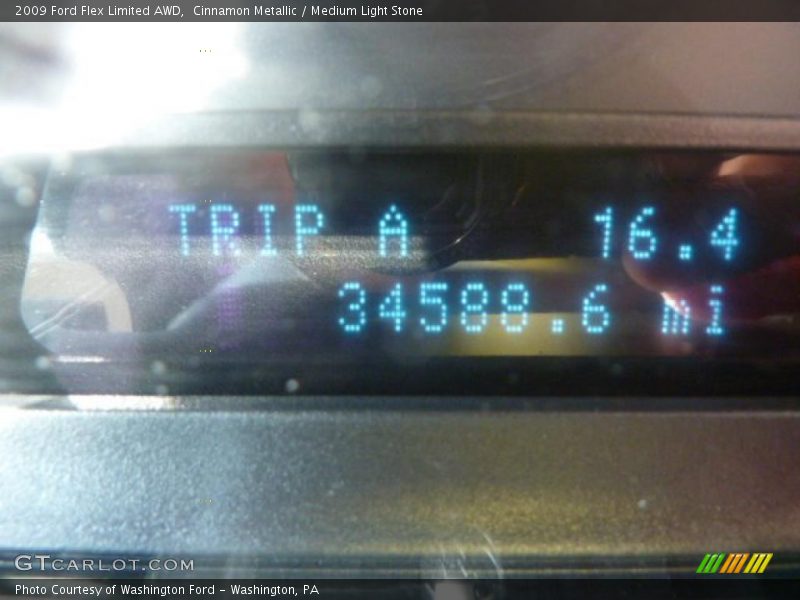 2009 Ford Flex Limited AWD,  Cinnamon Metallic / Medium Light Stone
TRIP A 16.4
34588.6 mi
GTCARLOT.COM
Photo Courtesy of Washington Ford - Washington, PA